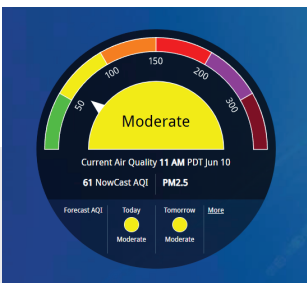 50
100
150
200
300
Moderate
Current Air Quality 11 AM PDT Jun 10
61 NowCast AQI PM2.5
Forecast AQI Today Tomorrow More
Moderate Moderate